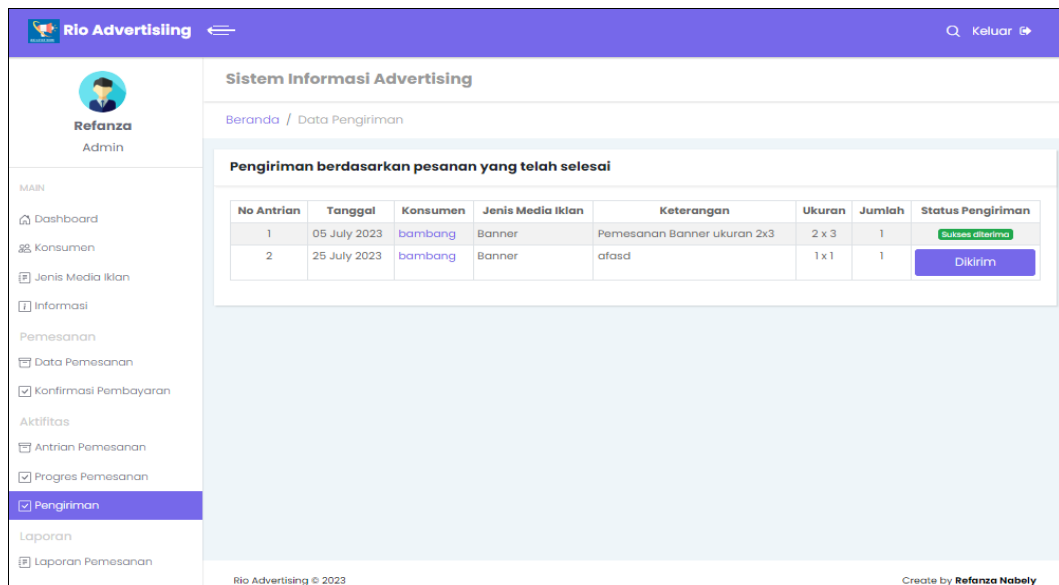 Rio Advertisiing
Keluar
Refanza
Admin
MAIN
Dashboard
Konsumen
Jenis Media Iklan
Informasi
Pemesanan
Data Pemesanan
Konfirmasi Pembayaran
Aktifitas
Antrian Pemesanan
Progres Pemesanan
Pengiriman
Laporan
Laporan Pemesanan
Sistem Informasi Advertising
Beranda / Data Pengiriman
Pengiriman berdasarkan pesanan yang telah selesai
No Antrian Tanggal Konsumen Jenis Media Iklan Keterangan Ukuran Jumlah Status Pengiriman
1 05 July 2023 bambang Banner Pemesanan Banner ukuran 2x3 2 x 3 1 Sukses diterima
2 25 July 2023 bambang Banner afasd 1 x 1 1 Dikirim
Rio Advertising © 2023
Create by Refanza Nabely